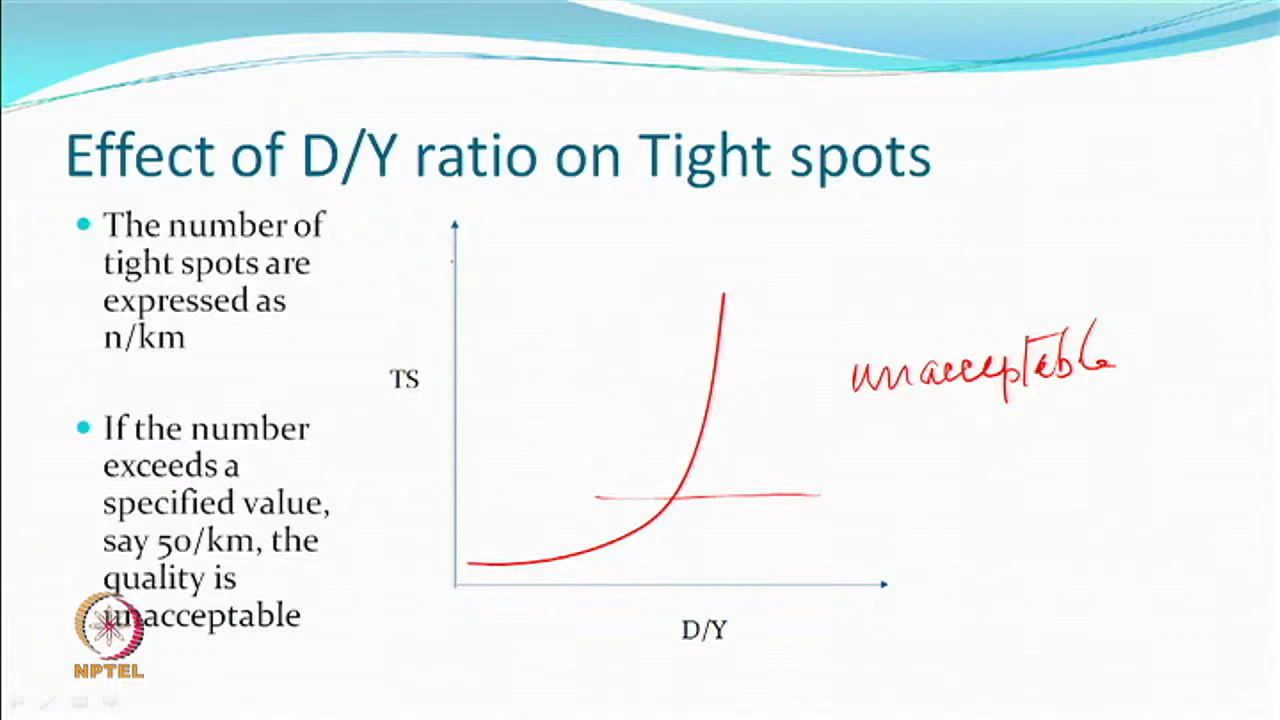 Effect of D/Y ratio on Tight spots
The number of
tight spots are
expressed as
n/km
If the number
exceeds a
specified value,
say 50/km, the
quality is
unacceptable
TS
D/Y
unacceptable
NPTEL